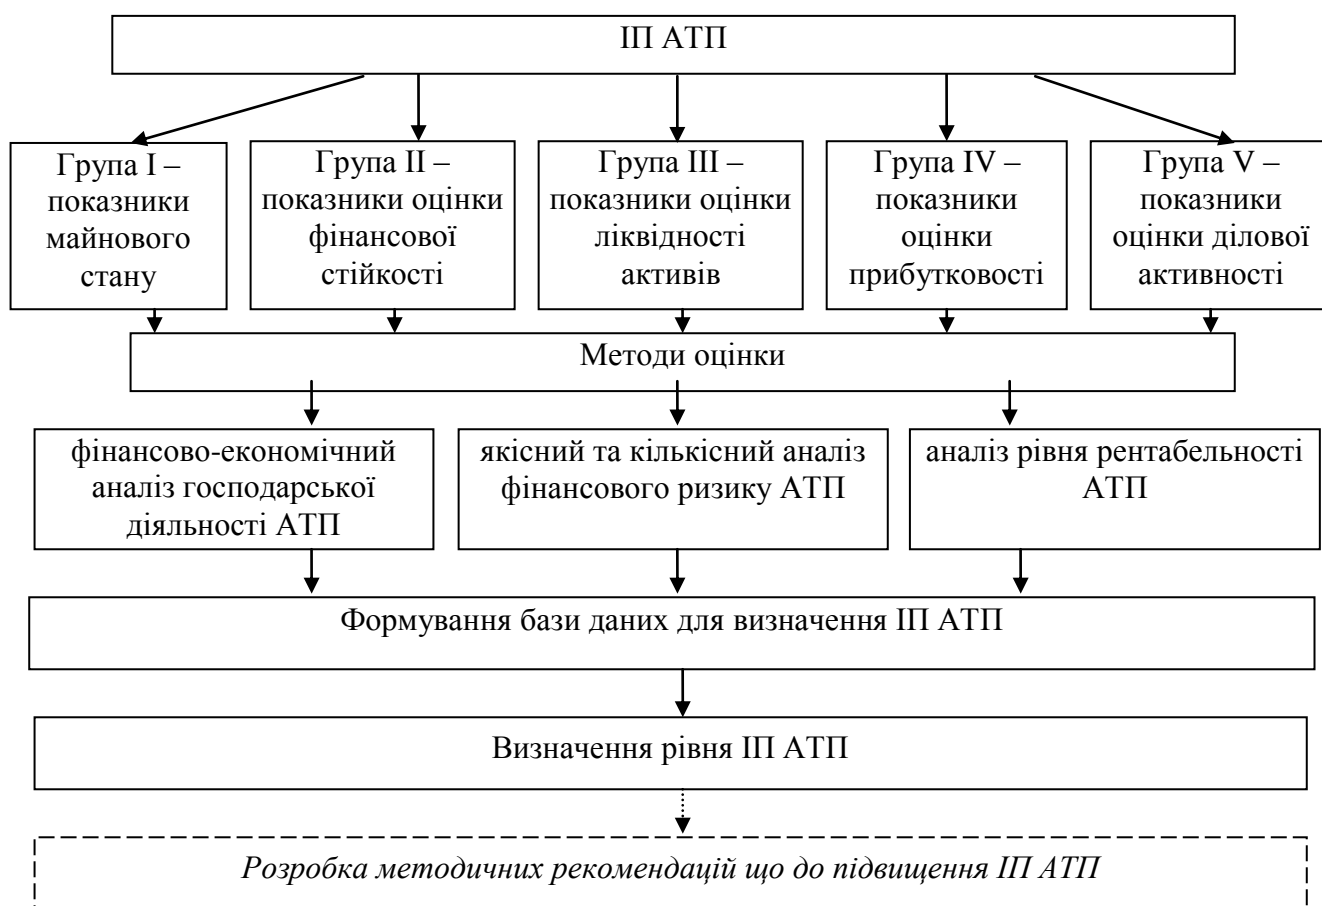 ІП АТП
Група I –
показники
майнового
стану
Група II –
показники оцінки
фінансової
стійкості
Група III –
показники оцінки
ліквідності
активів
Група IV –
показники
оцінки
прибутковості
Група V –
показники
оцінки ділової
активності
Методи оцінки
фінансово-економічний
аналіз господарської
діяльності АТП
якісний та кількісний аналіз
фінансового ризику АТП
аналіз рівня рентабельності
АТП
Формування бази даних для визначення ІП АТП
Визначення рівня ІП АТП
Розробка методичних рекомендацій що до підвищення ІП АТП